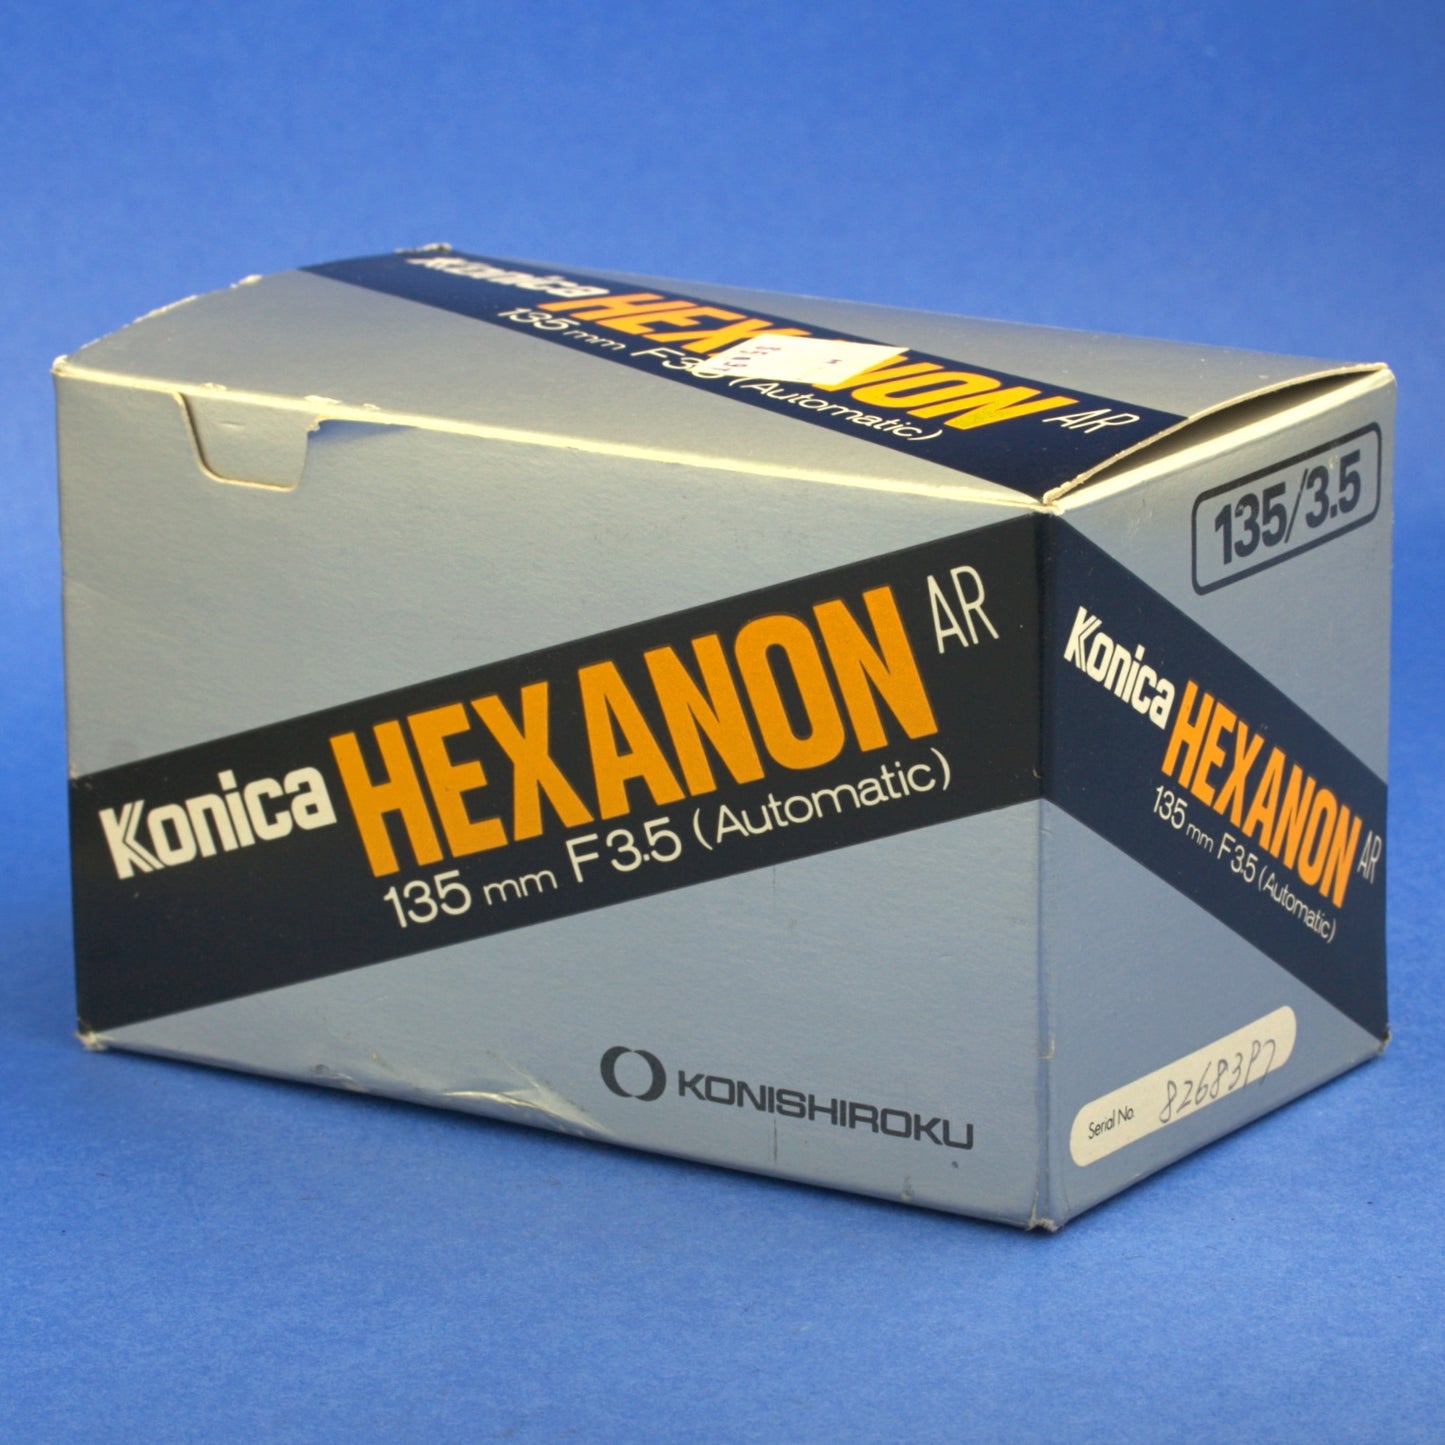 Konica HEXANON AR
135 mm F3.5 (Automatic)
Konica HEXANON AR
135 mm F3.5 (Automatic)
KONISHIROKU
135/3.5
Konica HEXANON AR
135 mm F3.5 (Automatic)
Serial No.